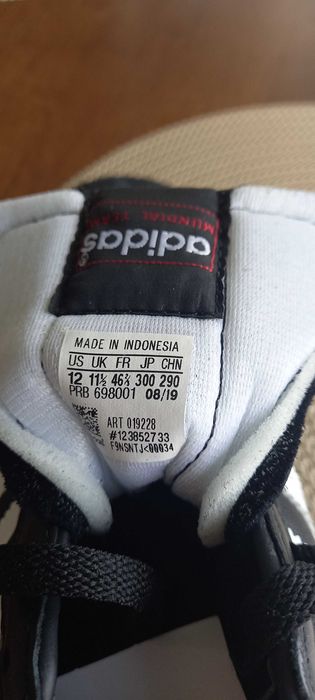 adidas®
MUNDIAL TEAM
MADE IN INDONESIA
US UK FR JP CHN
12 11½ 46⅔ 300 290
PRB 698001 08/19
ART 019228
#123852733
F9NSNTJ<00034